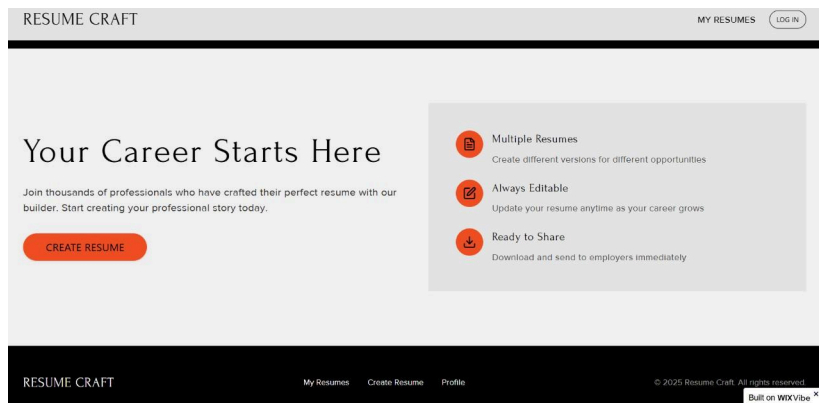 RESUME CRAFT
MY RESUMES
LOG IN
Your Career Starts Here
Join thousands of professionals who have crafted their perfect resume with our
builder. Start creating your professional story today.
CREATE RESUME
Multiple Resumes
Create different versions for different opportunities
Always Editable
Update your resume anytime as your career grows
Ready to Share
Download and send to employers immediately
RESUME CRAFT
My Resumes
Create Resume
Profile
© 2025 Resume Craft. All rights reserved.
Built on WIXVibe ×